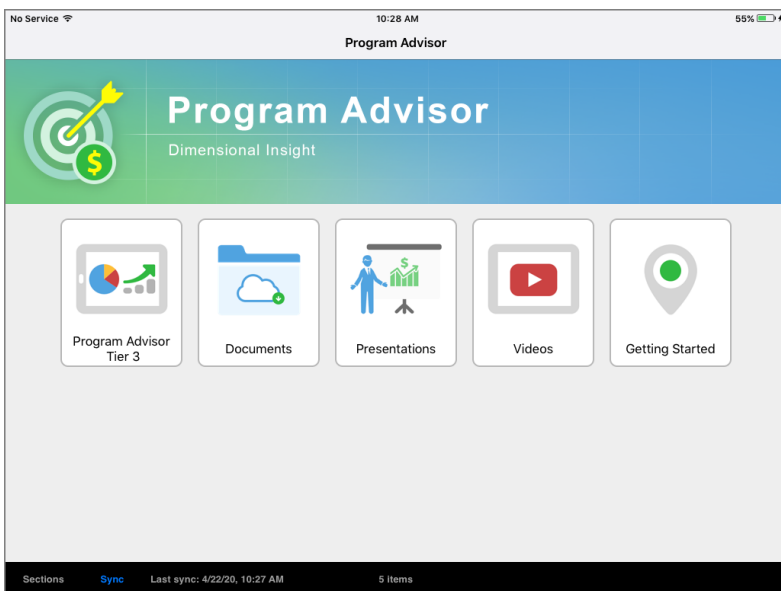 No Service 10:28 AM 55%
Program Advisor
Program Advisor
Dimensional Insight
$
$
Program Advisor
Tier 3
Documents
Presentations
Videos
Getting Started
Sections Sync Last sync: 4/22/20, 10:27 AM 5 items